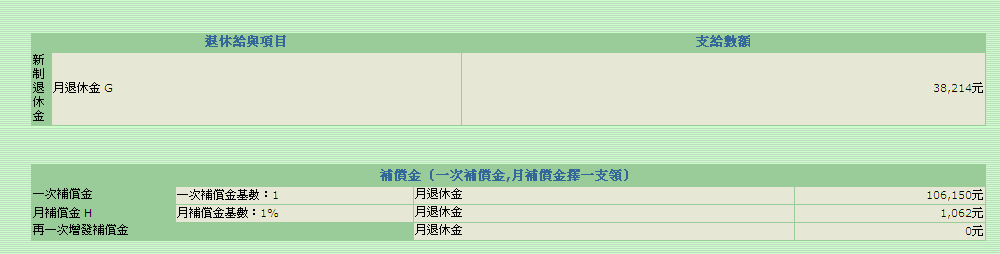 退休給與項目 支給數額
新制退休金 月退休金 G 38,214元
補償金〔一次補償金,月補償金擇一支領〕
一次補償金 一次補償金基數：1 月退休金 106,150元
月補償金 H 月補償金基數：1% 月退休金 1,062元
再一次增發補償金 月退休金 0元